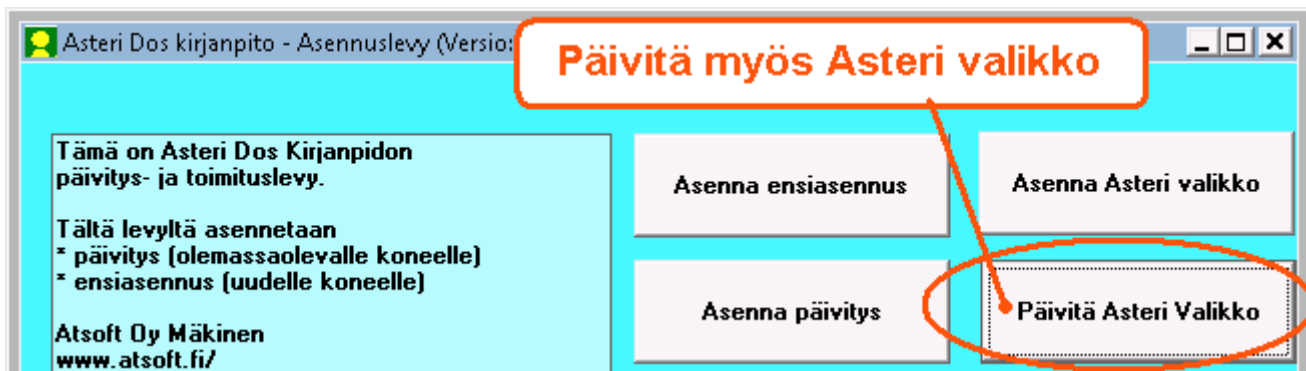 Asteri Dos kirjanpito - Asennuslevy (Versio:
Päivitä myös Asteri valikko
Tämä on Asteri Dos Kirjanpidon
päivitys- ja toimituslevy.
Tältä levyltä asennetaan
* päivitys (olemassaolevalle koneelle)
* ensiasennus (uudelle koneelle)
Atsoft Oy Mäkinen
www.atsoft.fi/
Asenna ensiasennus
Asenna Asteri valikko
Asenna päivitys
Päivitä Asteri Valikko